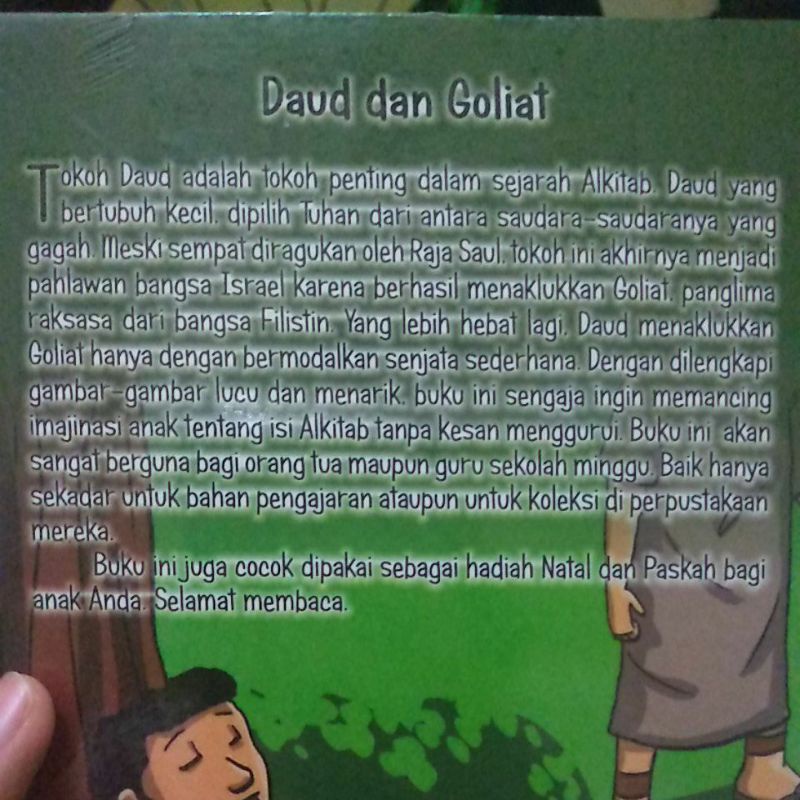 Daud dan Goliat
Tokoh Daud adalah tokoh penting dalam sejarah Alkitab. Daud yang
bertubuh kecil, dipilih Tuhan dari antara saudara-saudaranya yang
gagah. Meski sempat diragukan oleh Raja Saul, tokoh ini akhirnya menjadi
pahlawan bangsa Israel karena berhasil menaklukkan Goliat, panglima
raksasa dari bangsa Filistin. Yang lebih hebat lagi, Daud menaklukkan
Goliat hanya dengan bermodalkan senjata sederhana. Dengan dilengkapi
gambar-gambar lucu dan menarik, buku ini sengaja ingin memancing
imajinasi anak tentang isi Alkitab tanpa kesan menggurui. Buku ini akan
sangat berguna bagi orang tua maupun guru sekolah minggu. Baik hanya
sekadar untuk bahan pengajaran ataupun untuk koleksi di perpustakaan
mereka.
Buku ini juga cocok dipakai sebagai hadiah Natal dan Paskah bagi
anak Anda. Selamat membaca.